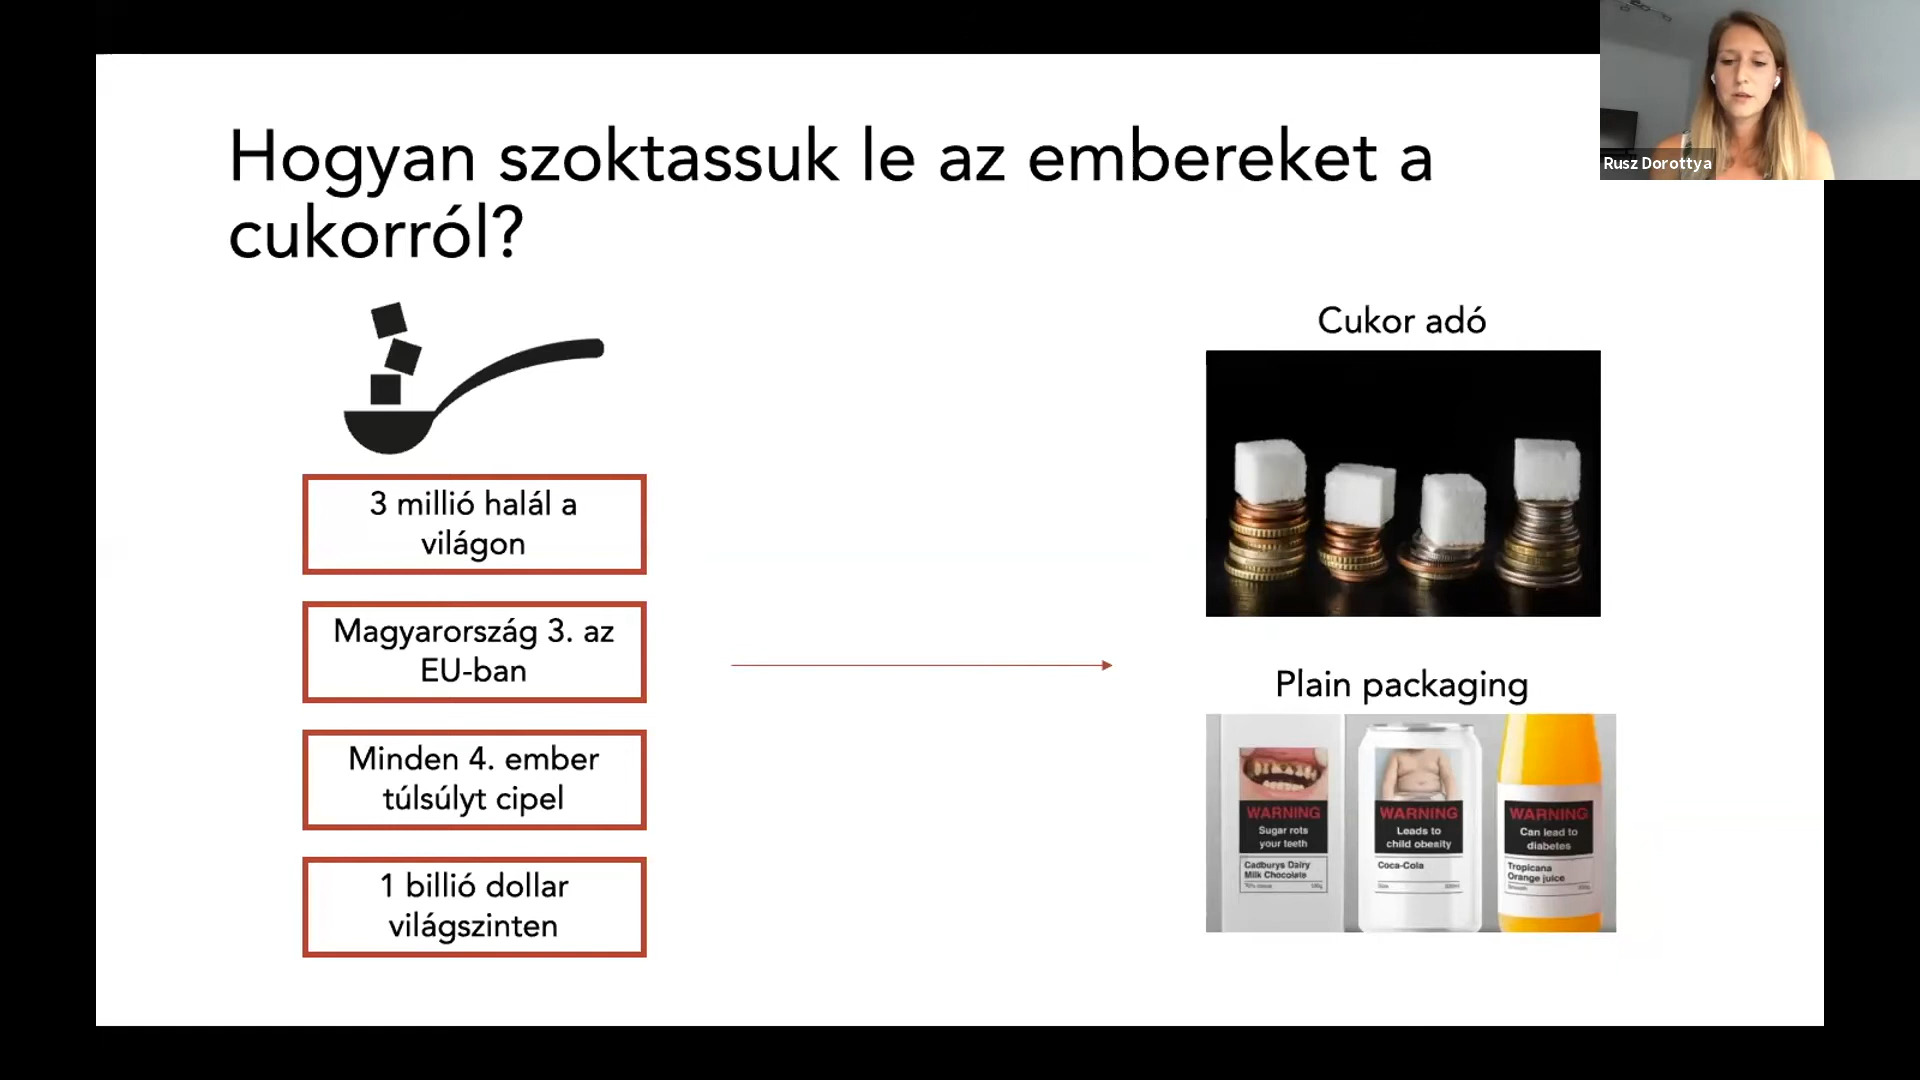 Hogyan szoktassuk le az embereket a
cukorról?
Rusz Dorottya
3 millió halál a
világon
Magyarország 3. az
EU-ban
Minden 4. ember
túlsúlyt cipel
1 billió dollar
világszinten
Cukor adó
Plain packaging
WARNING
Sugar rots
your teeth
Cadburys Dairy
Milk Chocolate
WARNING
Leads to
child obesity
Coca-Cola
Size
WARNING
Can lead to
diabetes
Tropicana
Orange juice
Smooth